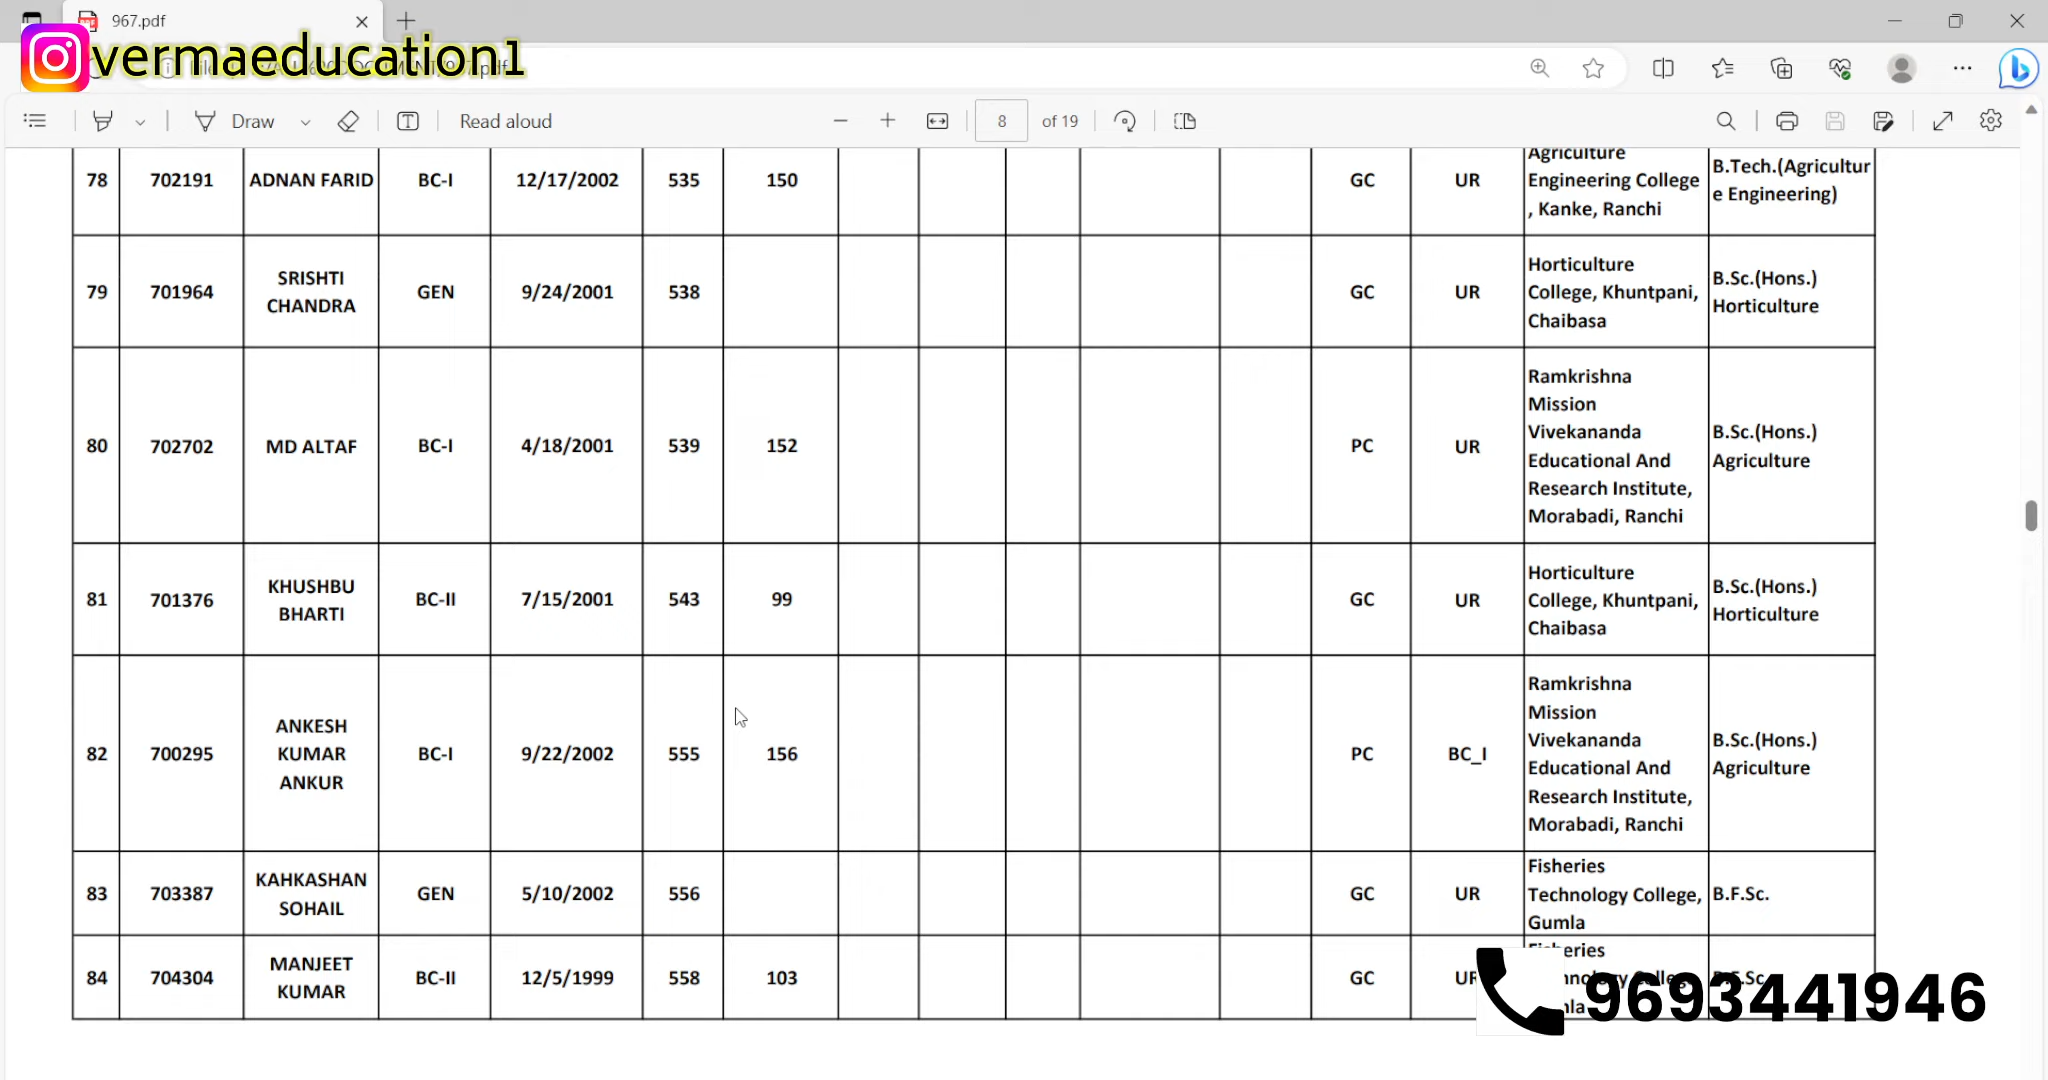 967.pdf
vermaeducation1
Draw
Read aloud
8
of 19
78 702191 ADNAN FARID BC-I 12/17/2002 535 150 GC UR Agriculture
Engineering College
, Kanke, Ranchi
B.Tech.(Agricultur
e Engineering)
79 701964 SRISHTI
CHANDRA
GEN 9/24/2001 538 GC UR Horticulture
College, Khuntpani,
Chaibasa
B.Sc.(Hons.)
Horticulture
80 702702 MD ALTAF BC-I 4/18/2001 539 152 PC UR Ramkrishna
Mission
Vivekananda
Educational And
Research Institute,
Morabadi, Ranchi
B.Sc.(Hons.)
Agriculture
81 701376 KHUSHBU
BHARTI
BC-II 7/15/2001 543 99 GC UR Horticulture
College, Khuntpani,
Chaibasa
B.Sc.(Hons.)
Horticulture
82 700295 ANKESH
KUMAR
ANKUR
BC-I 9/22/2002 555 156 PC BC_I Ramkrishna
Mission
Vivekananda
Educational And
Research Institute,
Morabadi, Ranchi
B.Sc.(Hons.)
Agriculture
83 703387 KAHKASHAN
SOHAIL
GEN 5/10/2002 556 GC UR Fisheries
Technology College,
Gumla
B.F.Sc.
84 704304 MANJEET
KUMAR
BC-II 12/5/1999 558 103 GC
9693441946